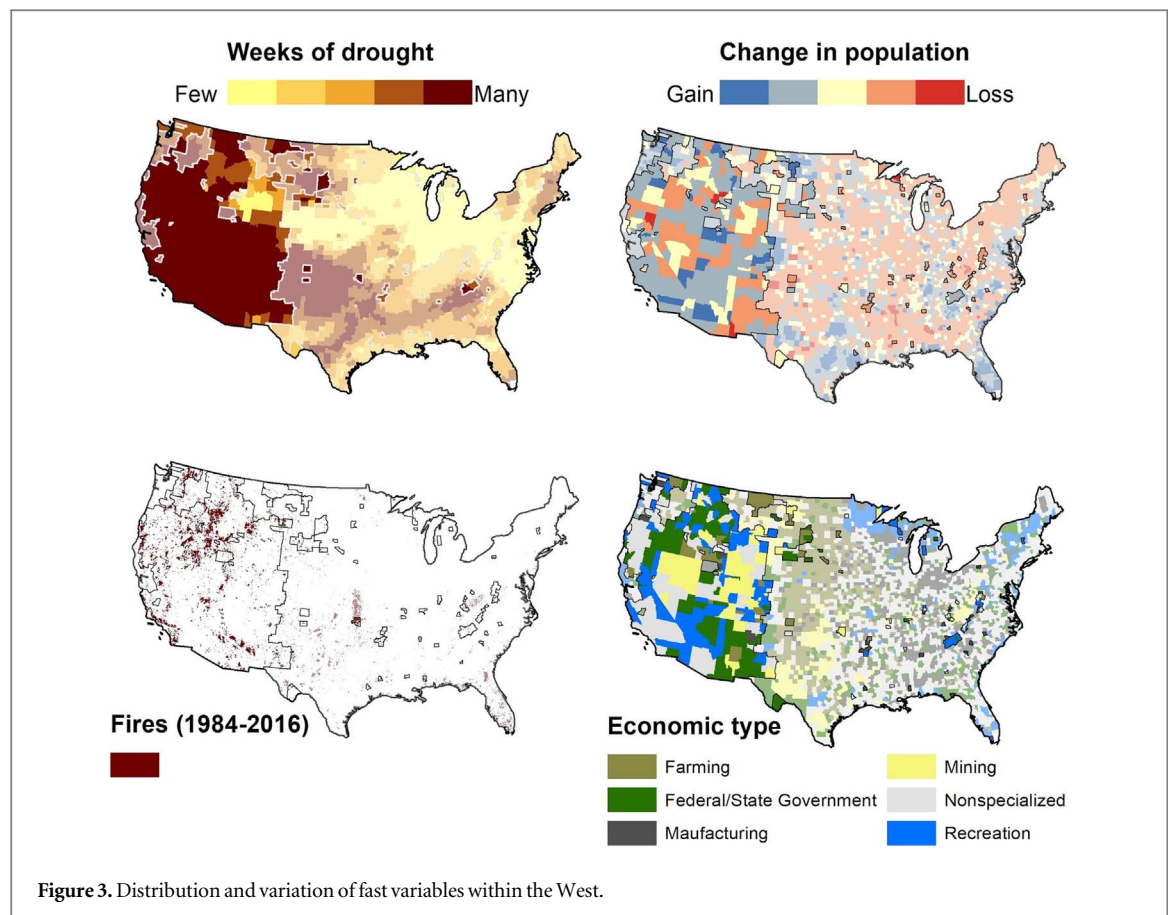 Weeks of drought
Few Many
Change in population
Gain Loss
Fires (1984-2016)
Economic type
Farming
Federal/State Government
Maufacturing
Mining
Nonspecialized
Recreation
Figure 3. Distribution and variation of fast variables within the West.